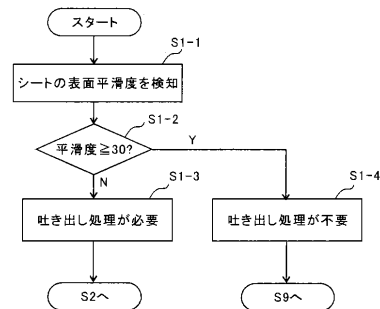 スタート
S1-1
シートの表面平滑度を検知
S1-2
平滑度≧30?
Y
N
S1-3
S1-4
吐き出し処理が必要
吐き出し処理が不要
S2へ
S9へ